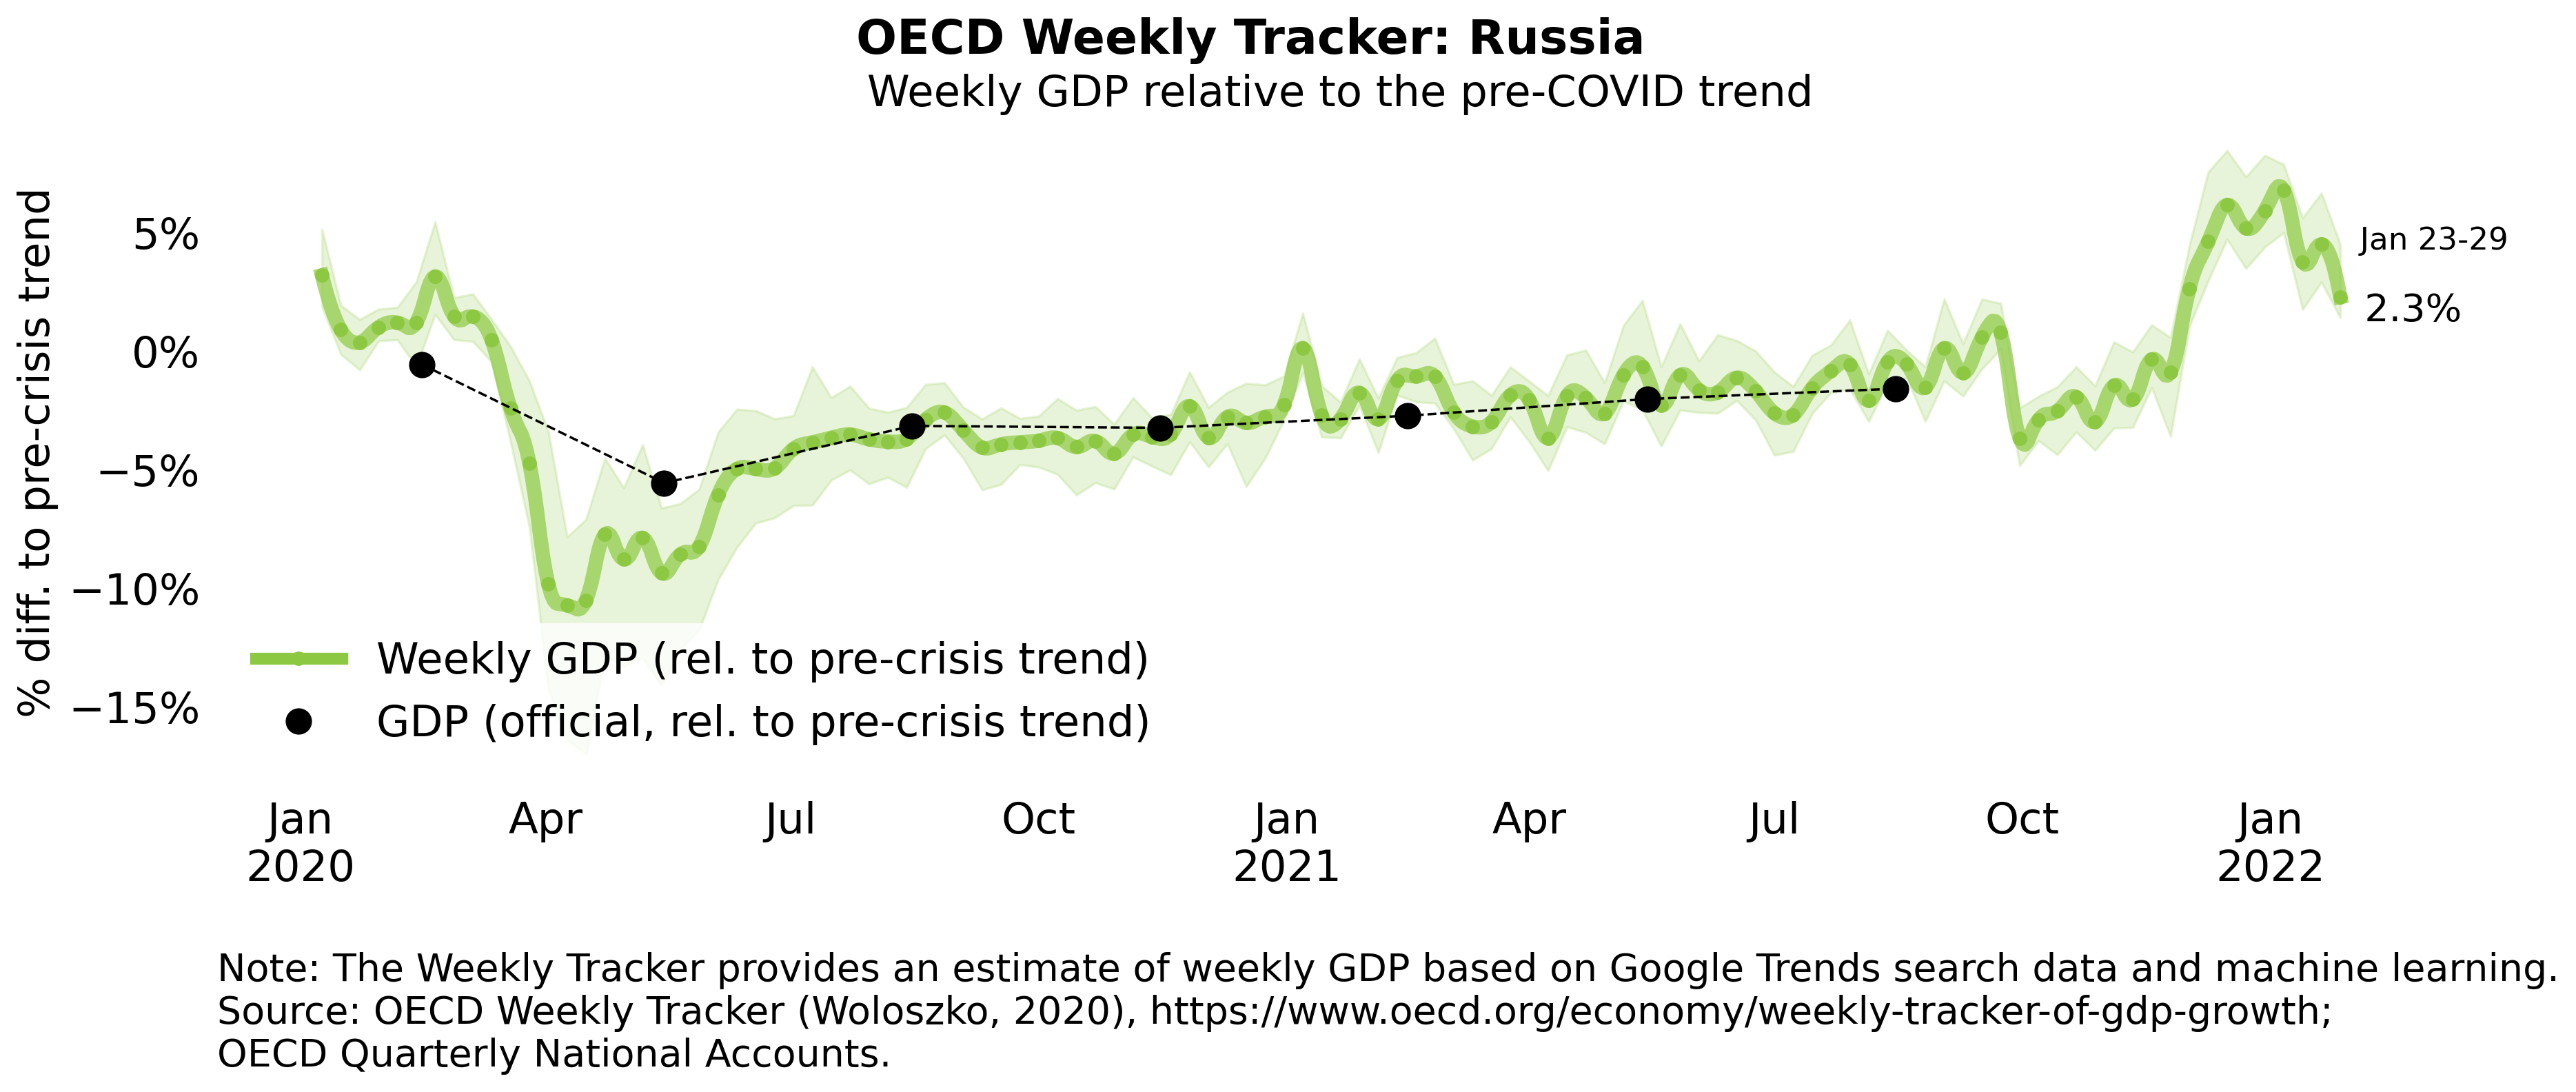 OECD Weekly Tracker: Russia
Weekly GDP relative to the pre-COVID trend
% diff. to pre-crisis trend
5%
0%
−5%
−10%
−15%
Jan 23-29
2.3%
Weekly GDP (rel. to pre-crisis trend)
GDP (official, rel. to pre-crisis trend)
Jan Apr Jul Oct Jan Apr Jul Oct Jan
2020 2021 2022
Note: The Weekly Tracker provides an estimate of weekly GDP based on Google Trends search data and machine learning.
Source: OECD Weekly Tracker (Woloszko, 2020), https://www.oecd.org/economy/weekly-tracker-of-gdp-growth;
OECD Quarterly National Accounts.